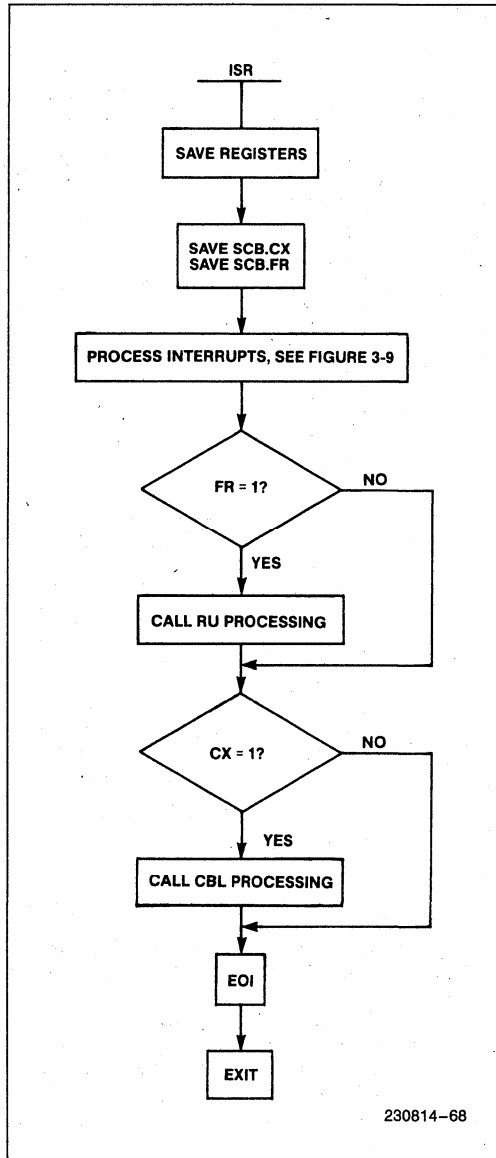 ISR
SAVE REGISTERS
SAVE SCB.CX
SAVE SCB.FR
PROCESS INTERRUPTS, SEE FIGURE 3-9
FR = 1?
NO
YES
CALL RU PROCESSING
CX = 1?
NO
YES
CALL CBL PROCESSING
EOI
EXIT
230814–68